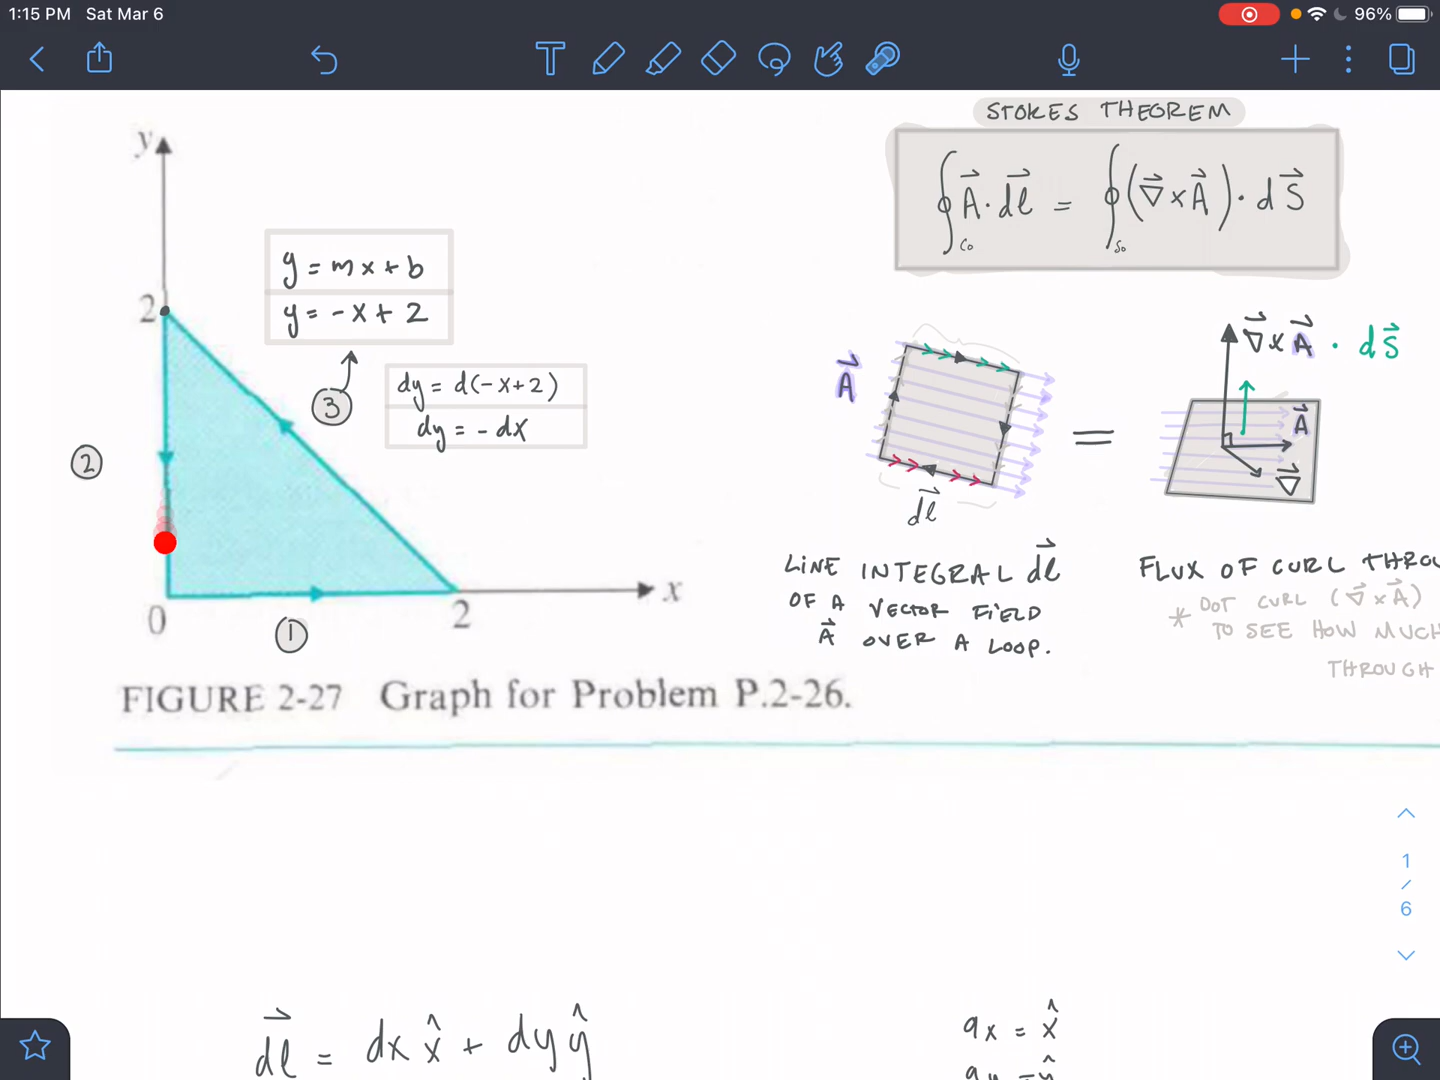 1:15 PM Sat Mar 6
96%
STOKES THEOREM
∮C₀ A⃗ · dl⃗ = ∮S₀ (∇⃗ x A⃗) · dS⃗
y
2
y = mx + b
y = -x + 2
③
dy = d(-x+2)
dy = - dx
②
0
①
2
x
A⃗
dl⃗
=
∇⃗ x A⃗ · dS⃗
A⃗
∇⃗
LINE INTEGRAL dl⃗
OF A VECTOR FIELD
A⃗ OVER A LOOP.
FLUX OF CURL THROU
* DOT CURL (∇⃗ x A⃗)
TO SEE HOW MUCH
THROUGH
FIGURE 2-27 Graph for Problem P.2-26.
1
/
6
dl⃗ = dx x̂ + dy ŷ
ax = x̂